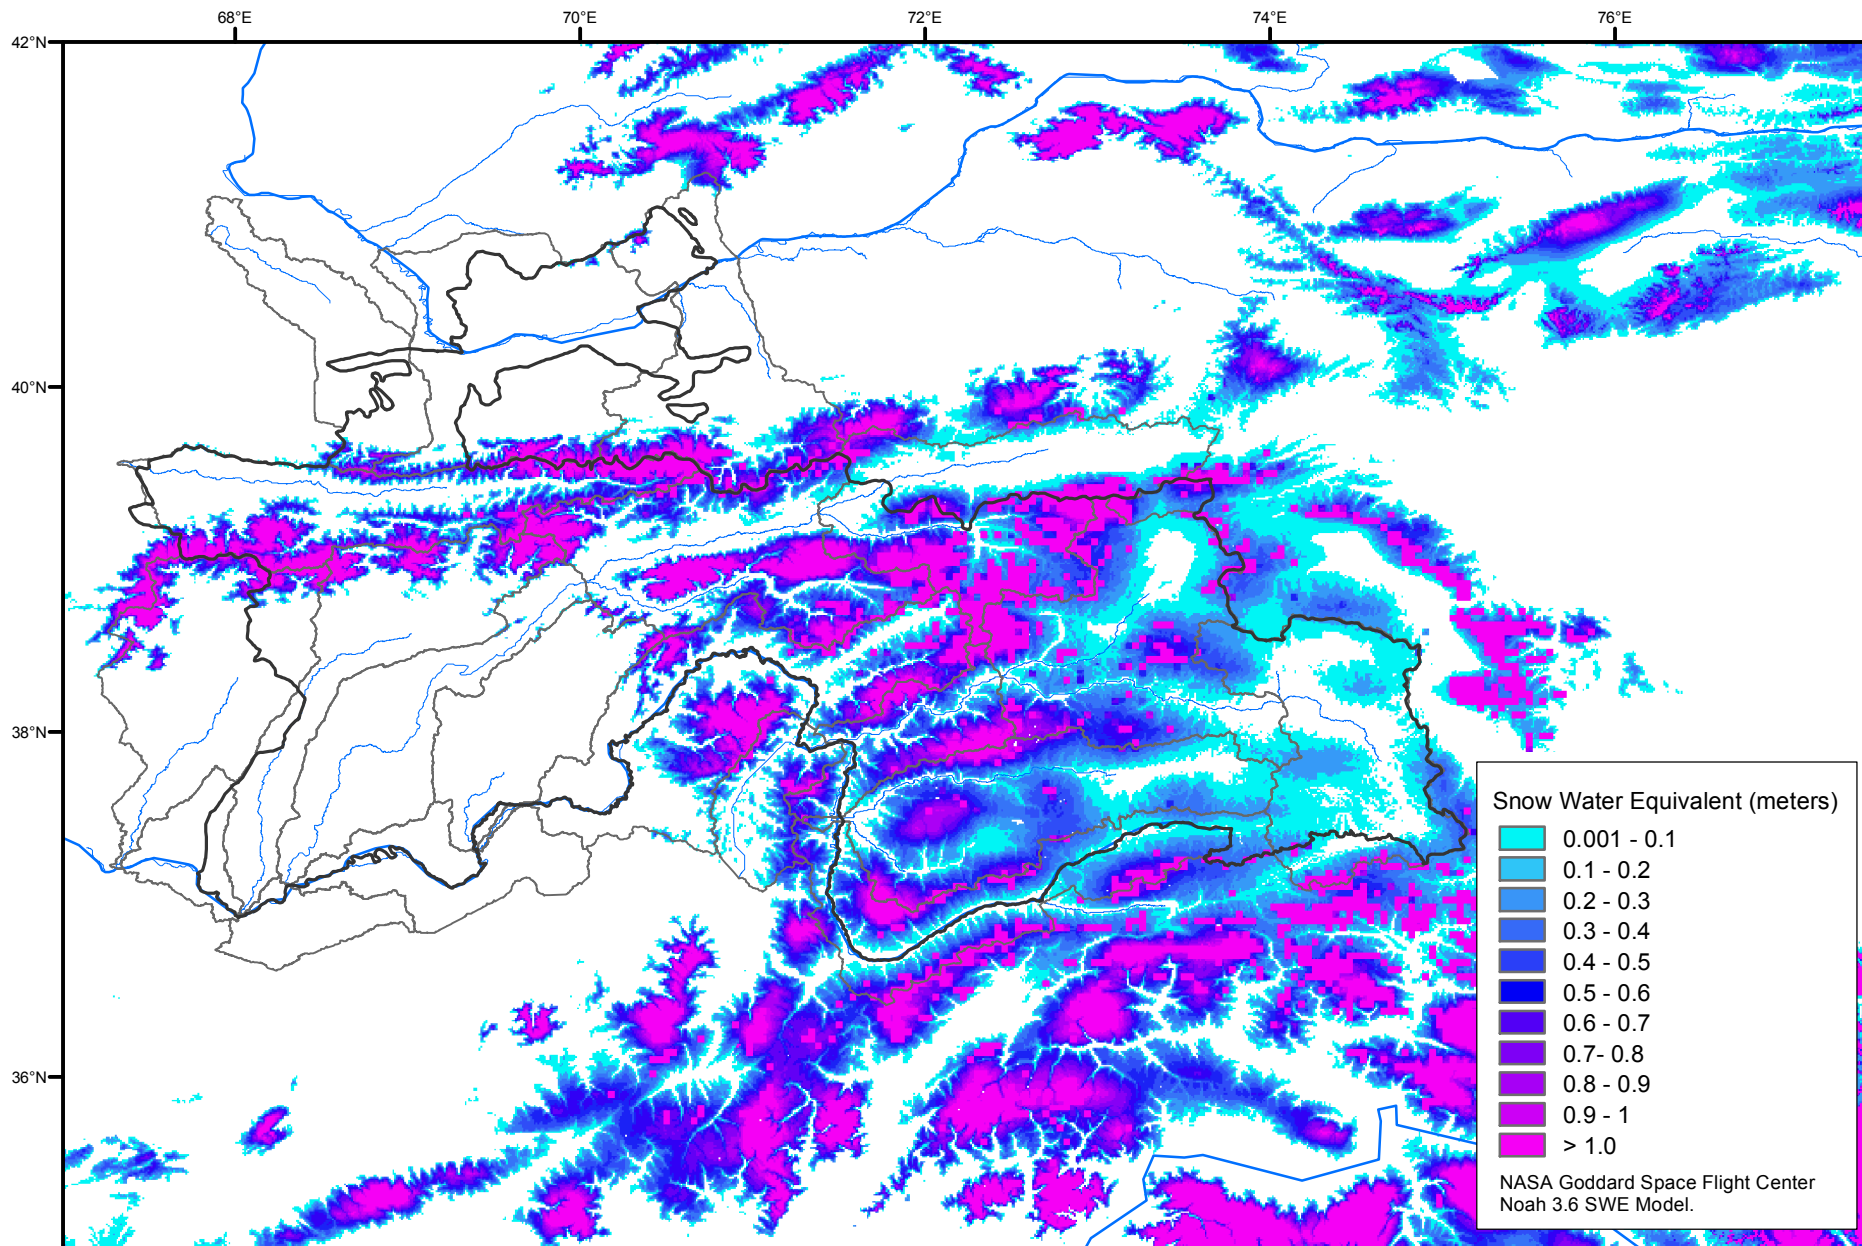 68°E
70°E
72°E
74°E
76°E
42°N
40°N
38°N
36°N
Snow Water Equivalent (meters)
0.001 - 0.1
0.1 - 0.2
0.2 - 0.3
0.3 - 0.4
0.4 - 0.5
0.5 - 0.6
0.6 - 0.7
0.7- 0.8
0.8 - 0.9
0.9 - 1
> 1.0
NASA Goddard Space Flight Center
Noah 3.6 SWE Model.